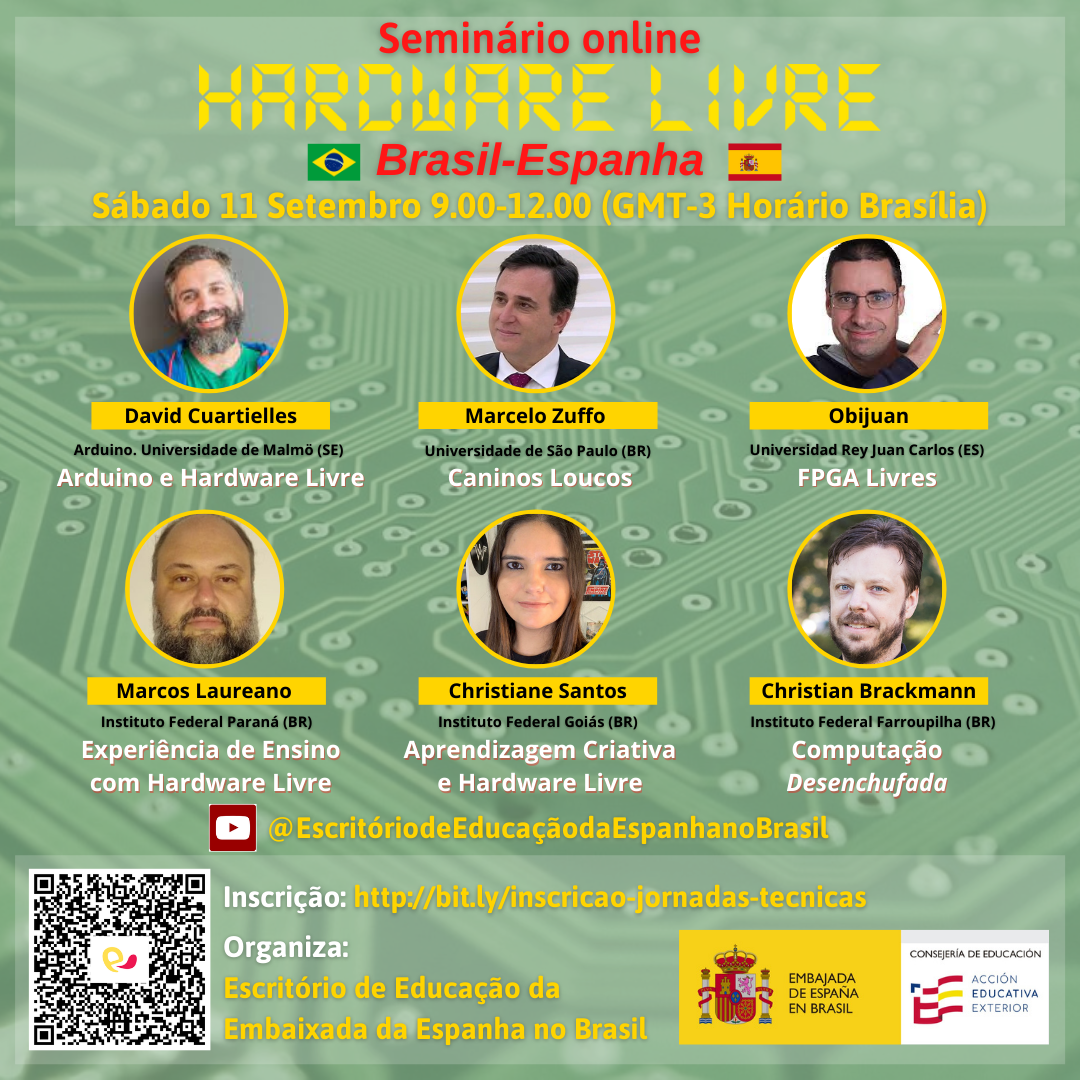 Seminário online
HARDWARE LIVRE
Brasil-Espanha
Sábado 11 Setembro 9.00-12.00 (GMT-3 Horário Brasília)
David Cuartielles
Arduino. Universidade de Malmö (SE)
Arduino e Hardware Livre
Marcelo Zuffo
Universidade de São Paulo (BR)
Caninos Loucos
Obijuan
Universidad Rey Juan Carlos (ES)
FPGA Livres
Marcos Laureano
Instituto Federal Paraná (BR)
Experiência de Ensino
com Hardware Livre
Christiane Santos
Instituto Federal Goiás (BR)
Aprendizagem Criativa
e Hardware Livre
Christian Brackmann
Instituto Federal Farroupilha (BR)
Computação
Desenchufada
@EscritóriodeEducaçãodaEspanhanoBrasil
Inscrição: http://bit.ly/inscricao-jornadas-tecnicas
Organiza:
Escritório de Educação da
Embaixada da Espanha no Brasil
EMBAJADA
DE ESPAÑA
EN BRASIL
CONSEJERÍA DE EDUCACIÓN
ACCIÓN
EDUCATIVA
EXTERIOR